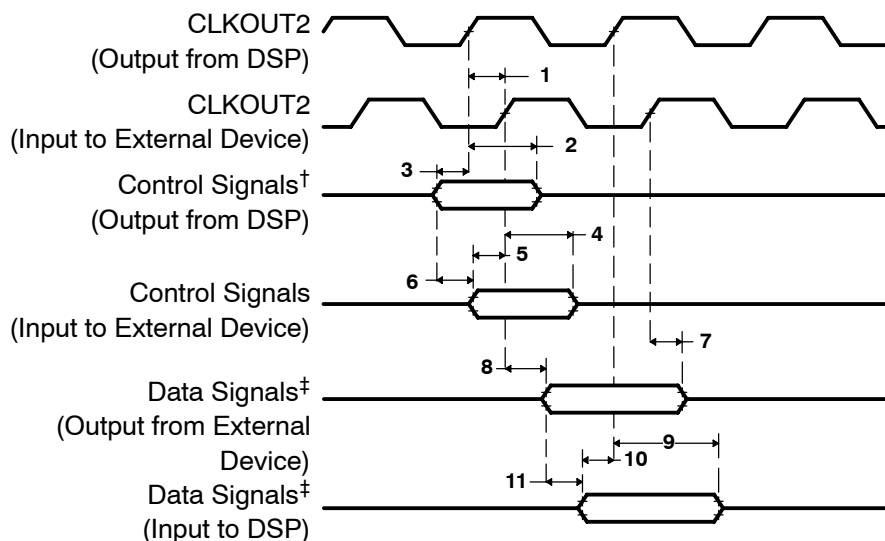 CLKOUT2
(Output from DSP)
1
CLKOUT2
(Input to External Device)
2
3
Control Signals†
(Output from DSP)
4
5
6
Control Signals
(Input to External Device)
7
8
Data Signals‡
(Output from External
Device)
9
10
11
Data Signals‡
(Input to DSP)